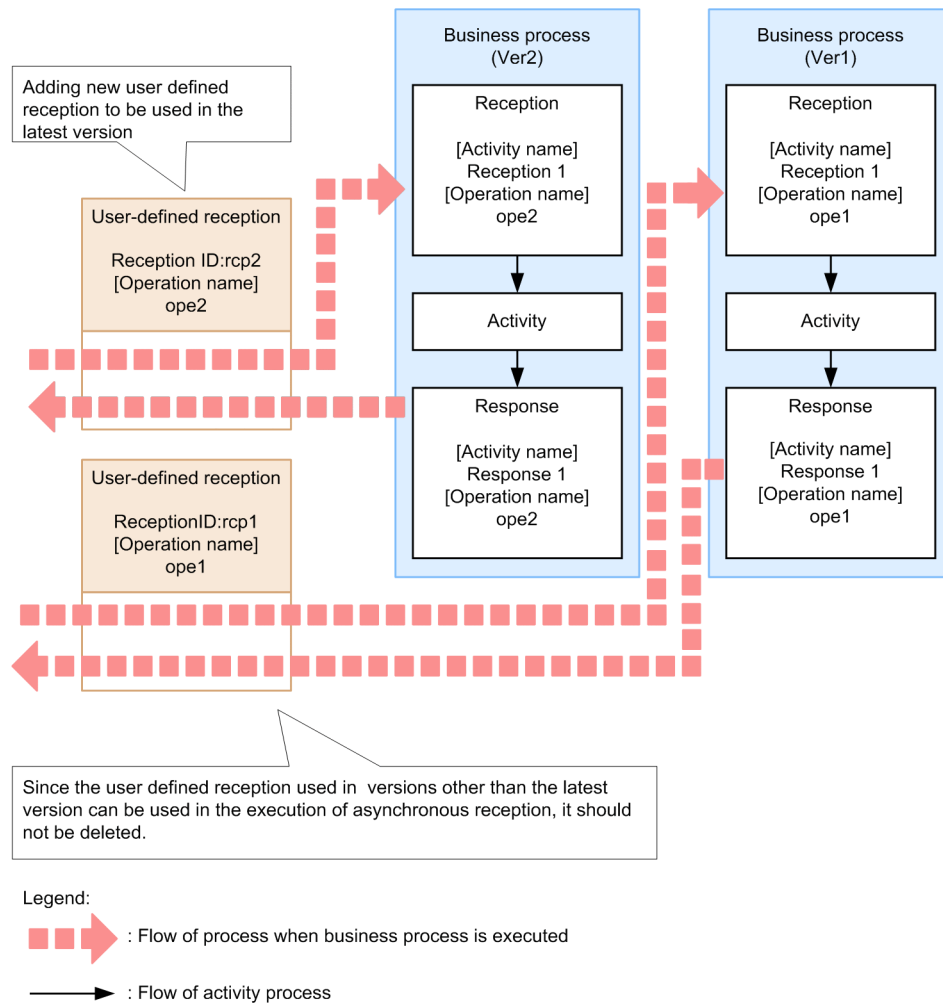 Adding new user defined
reception to be used in the
latest version
User-defined reception
Reception ID:rcp2
[Operation name]
ope2
User-defined reception
ReceptionID:rcp1
[Operation name]
ope1
Business process
(Ver2)
Reception
[Activity name]
Reception 1
[Operation name]
ope2
Activity
Response
[Activity name]
Response 1
[Operation name]
ope2
Business process
(Ver1)
Reception
[Activity name]
Reception 1
[Operation name]
ope1
Activity
Response
[Activity name]
Response 1
[Operation name]
ope1
Since the user defined reception used in  versions other than the latest
version can be used in the execution of asynchronous reception, it should
not be deleted.
Legend:
: Flow of process when business process is executed
: Flow of activity process